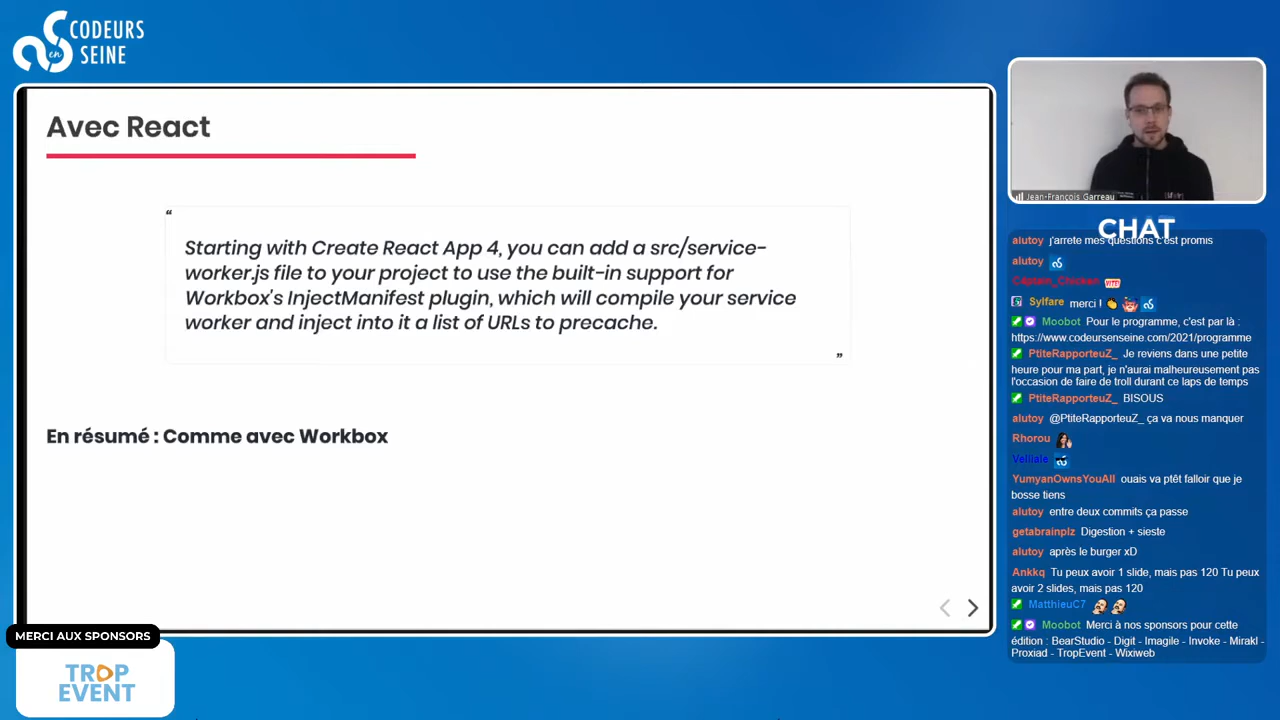 CODEURS
en
SEINE
Avec React
“
Starting with Create React App 4, you can add a src/service-
worker.js file to your project to use the built-in support for
Workbox's InjectManifest plugin, which will compile your service
worker and inject into it a list of URLs to precache.
”
En résumé : Comme avec Workbox
MERCI AUX SPONSORS
TROP
EVENT
Jean-François Garreau
CHAT
alutoy j'arrete mes questions c'est promis
alutoy
C4ptain_Chicken VITE!
Sylfare merci !
Moobot Pour le programme, c'est par là :
https://www.codeursenseine.com/2021/programme
PtiteRapporteuZ_ Je reviens dans une petite
heure pour ma part, je n'aurai malheureusement pas
l'occasion de faire de troll durant ce laps de temps
PtiteRapporteuZ_ BISOUS
alutoy @PtiteRapporteuZ_ ça va nous manquer
Rhorou
Velliale
YumyanOwnsYouAll ouais va ptêt falloir que je
bosse tiens
alutoy entre deux commits ça passe
getabrainplz Digestion + sieste
alutoy après le burger xD
Ankkq Tu peux avoir 1 slide, mais pas 120 Tu peux
avoir 2 slides, mais pas 120
MatthieuC7
Moobot Merci à nos sponsors pour cette
édition : BearStudio - Digit - Imagile - Invoke - Mirakl -
Proxiad - TropEvent - Wixiweb